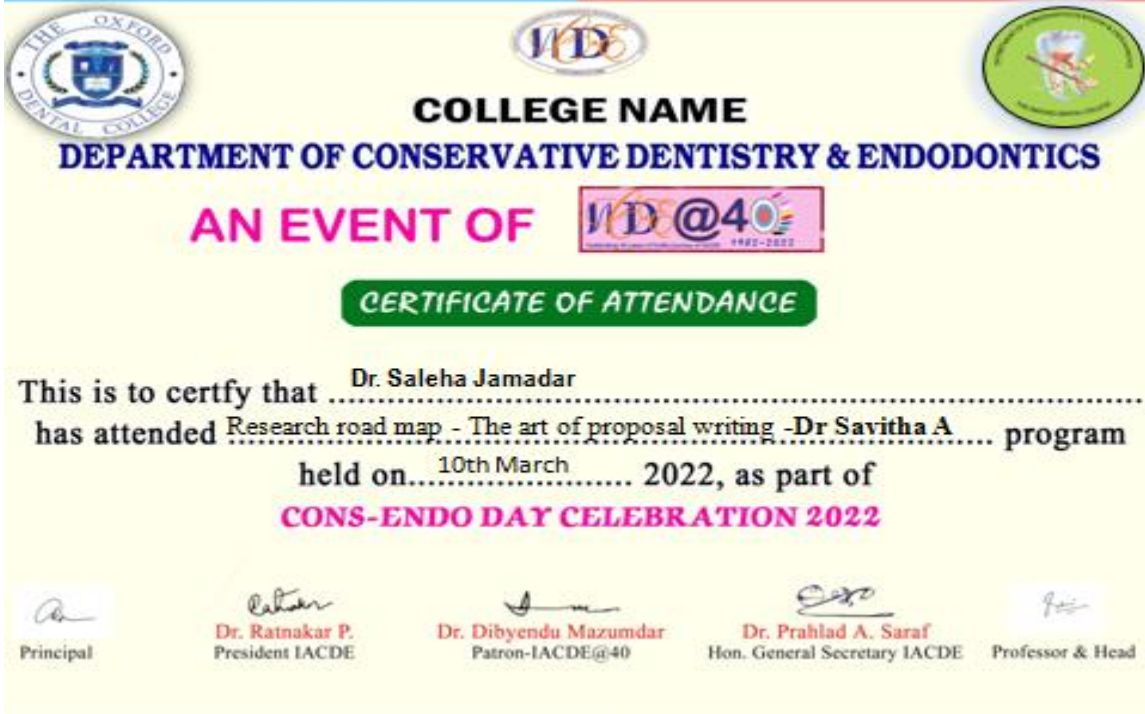 THE OXFORD
DENTAL COLLEGE
COLLEGE NAME
DEPARTMENT OF CONSERVATIVE DENTISTRY & ENDODONTICS
AN EVENT OF
@40
1982-2022
CERTIFICATE OF ATTENDANCE
This is to certfy that Dr. Saleha Jamadar
has attended Research road map - The art of proposal writing -Dr Savitha A program
held on 10th March 2022, as part of
CONS-ENDO DAY CELEBRATION 2022
Principal
Dr. Ratnakar P.
President IACDE
Dr. Dibyendu Mazumdar
Patron-IACDE@40
Dr. Prahlad A. Saraf
Hon. General Secretary IACDE
Professor & Head